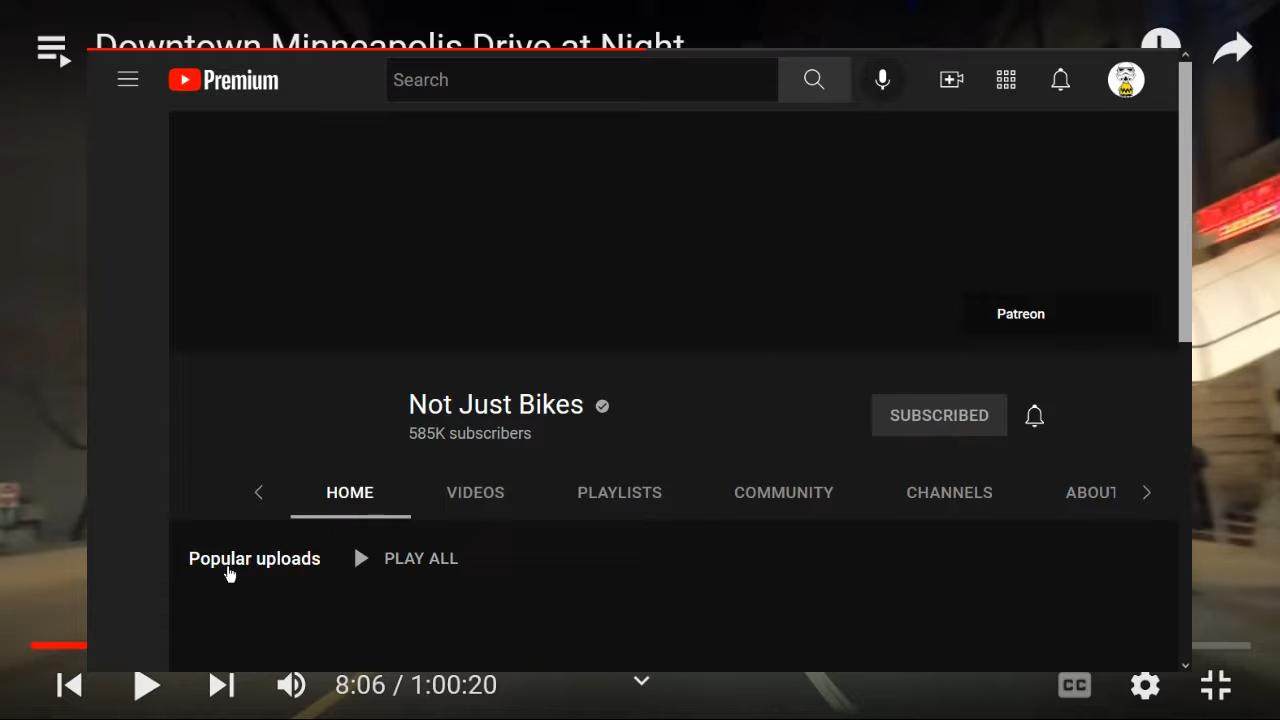 Downtown Minneapolis Drive at Night
Premium
Search
Patreon
Not Just Bikes
585K subscribers
SUBSCRIBED
HOME VIDEOS PLAYLISTS COMMUNITY CHANNELS ABOUT
Popular uploads PLAY ALL
8:06 / 1:00:20
CC